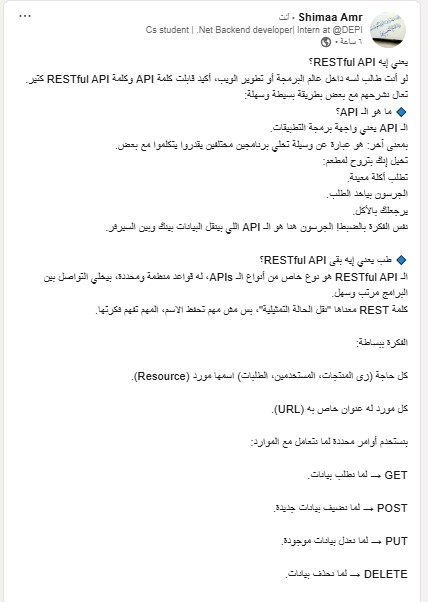 Shimaa Amr • أنت
Cs student | .Net Backend developer| Intern at @DEPI
٦ ساعة •
يعني إيه RESTful API؟
لو أنت طالب لسه داخل عالم البرمجة أو تطوير الويب، أكيد قابلت كلمة API وكلمة RESTful API كتير.
تعال نشرحهم مع بعض بطريقة بسيطة وسهلة:
🔹 ما هو الـ API؟
الـ API يعني واجهة برمجة التطبيقات.
بمعنى آخر: هو عبارة عن وسيلة تخلي برنامجين مختلفين يقدروا يتكلموا مع بعض.
تخيل إنك بتروح لمطعم:
تطلب أكلة معينة.
الجرسون بياخد الطلب.
يرجعلك بالأكل.
نفس الفكرة بالضبط! الجرسون هنا هو الـ API اللي بينقل البيانات بينك وبين السيرفر.
🔹 طب يعني إيه بقى RESTful API؟
الـ RESTful API هو نوع خاص من أنواع الـ APIs، له قواعد منظمة ومحددة، بيخلي التواصل بين
البرامج مرتب وسهل.
كلمة REST معناها "نقل الحالة التمثيلية"، بس مش مهم تحفظ الاسم، المهم تفهم فكرتها.
الفكرة ببساطة:
كل حاجة (زى المنتجات، المستخدمين، الطلبات) اسمها مورد (Resource).
كل مورد له عنوان خاص به (URL).
بنستخدم أوامر محددة لما نتعامل مع الموارد:
GET → لما نطلب بيانات.
POST → لما نضيف بيانات جديدة.
PUT → لما نعدل بيانات موجودة.
DELETE → لما نحذف بيانات.